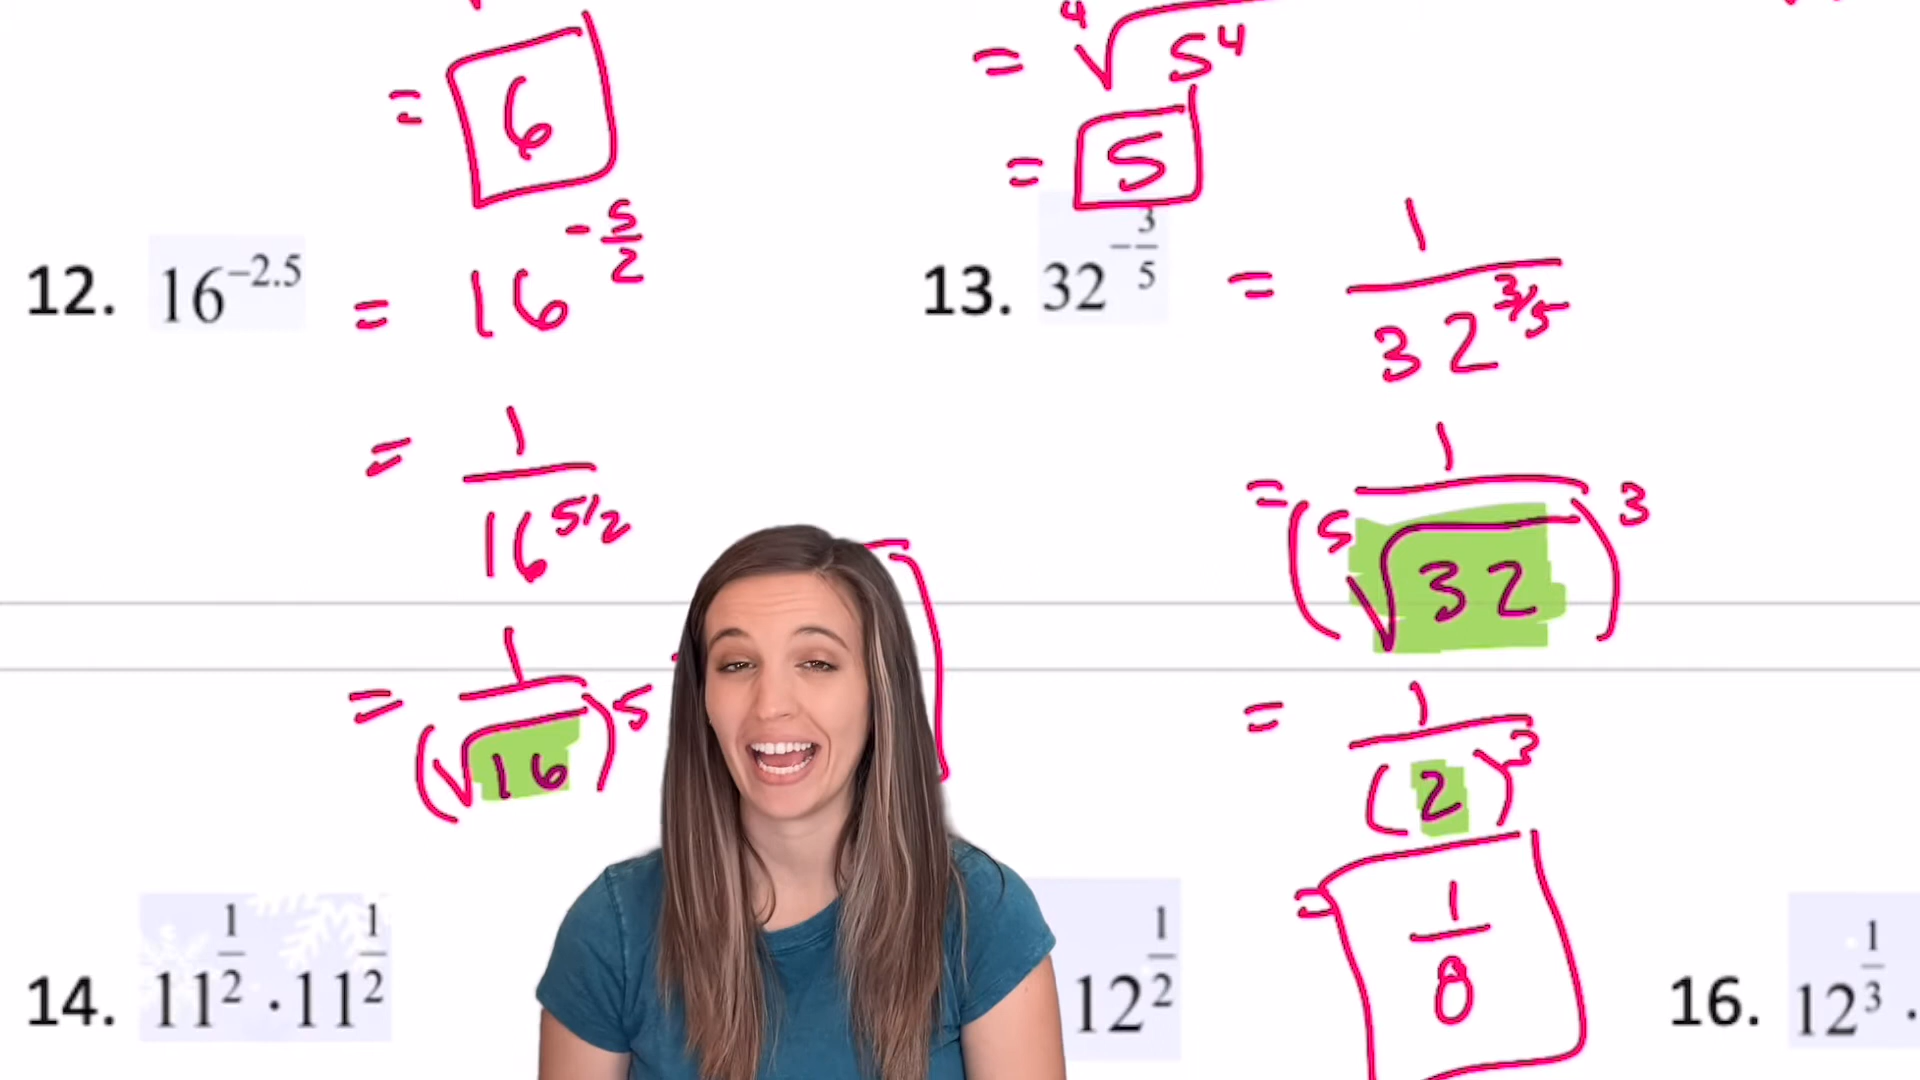 = 6
= ⁴√5⁴
= 5
12. 16^−2.5 = 16^-5/2
= 1/16^5/2
= 1/(√16)^5
13. 32^−3/5 = 1/32^3/5
= 1/(⁵√32)^3
= 1/(2)^3
= 1/8
14. 11^1/2 · 11^1/2
12^1/2
16. 12^1/3 ·